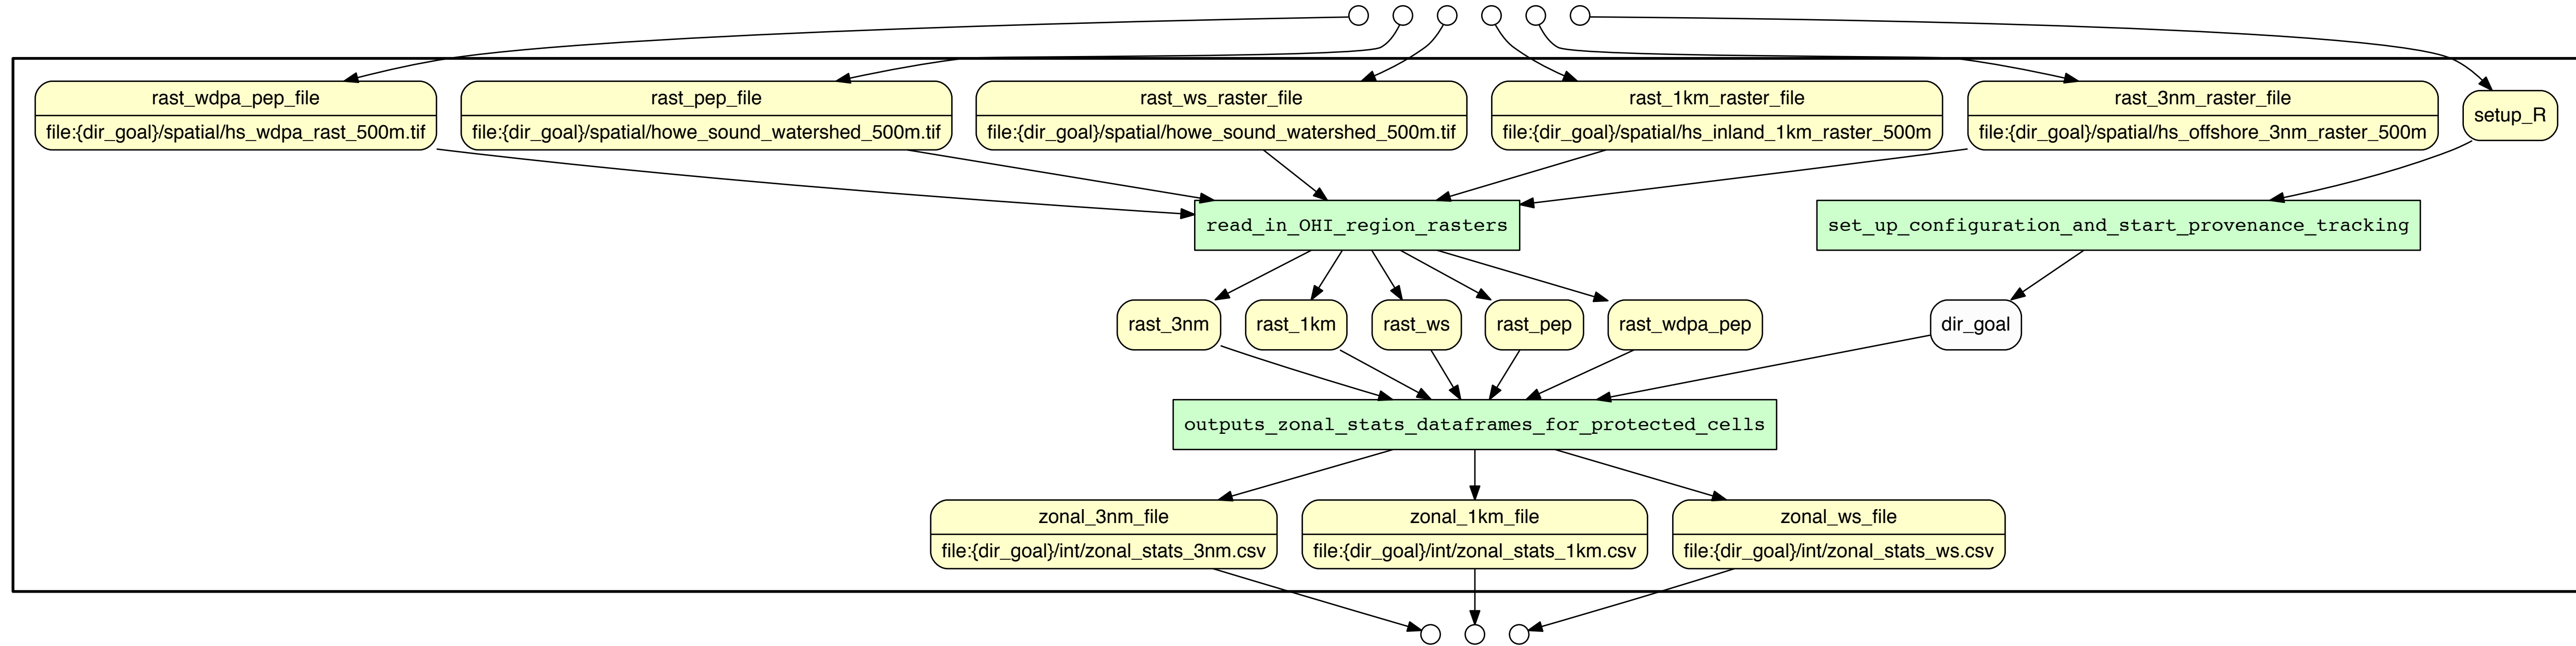 rast_wdpa_pep_file
file:{dir_goal}/spatial/hs_wdpa_rast_500m.tif
rast_pep_file
file:{dir_goal}/spatial/howe_sound_watershed_500m.tif
rast_ws_raster_file
file:{dir_goal}/spatial/howe_sound_watershed_500m.tif
rast_1km_raster_file
file:{dir_goal}/spatial/hs_inland_1km_raster_500m
rast_3nm_raster_file
file:{dir_goal}/spatial/hs_offshore_3nm_raster_500m
setup_R
read_in_OHI_region_rasters
set_up_configuration_and_start_provenance_tracking
rast_3nm
rast_1km
rast_ws
rast_pep
rast_wdpa_pep
dir_goal
outputs_zonal_stats_dataframes_for_protected_cells
zonal_3nm_file
file:{dir_goal}/int/zonal_stats_3nm.csv
zonal_1km_file
file:{dir_goal}/int/zonal_stats_1km.csv
zonal_ws_file
file:{dir_goal}/int/zonal_stats_ws.csv